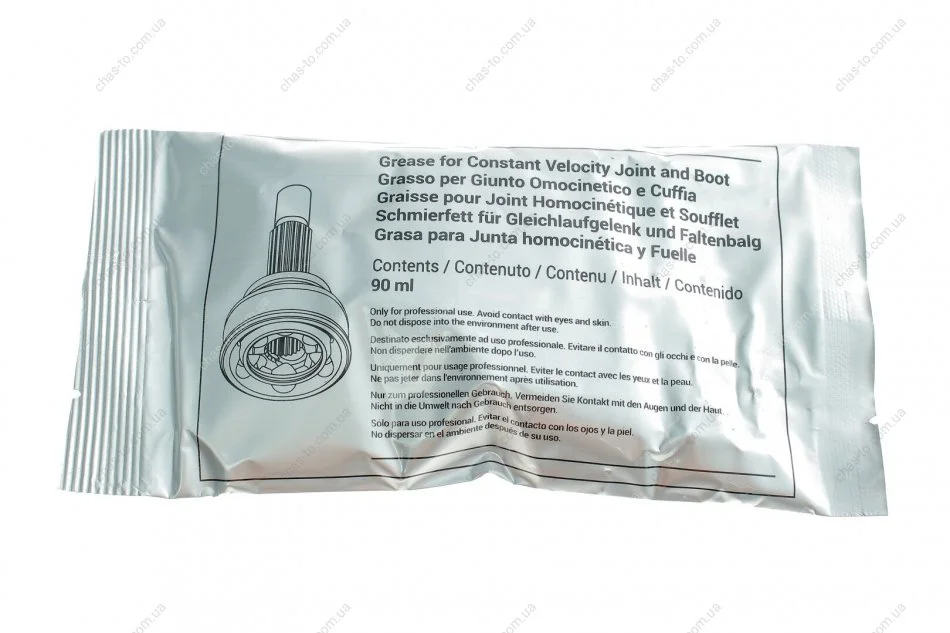 Grease for Constant Velocity Joint and Boot
Grasso per Giunto Omocinetico e Cuffia
Graisse pour Joint Homocinétique et Soufflet
Schmierfett für Gleichlaufgelenk und Faltenbalg
Grasa para Junta homocinética y Fuelle
Contents / Contenuto / Contenu / Inhalt / Contenido
90 ml
Only for professional use. Avoid contact with eyes and skin.
Do not dispose into the environment after use.
Destinato esclusivamente ad uso professionale. Evitare il contatto con gli occhi e con la pelle.
Non disperdere nell'ambiente dopo l'uso.
Uniquement pour usage professionnel. Eviter le contact avec les yeux et la peau.
Ne pas jeter dans l'environnement après utilisation.
Nur zum professionellen Gebrauch. Vermeiden Sie Kontakt mit den Augen und der Haut.
Nicht in die Umwelt nach Gebrauch entsorgen.
Solo para uso profesional. Evitar el contacto con los ojos y la piel.
No dispersar en el ambiente después de su uso.
chas-to.com.ua